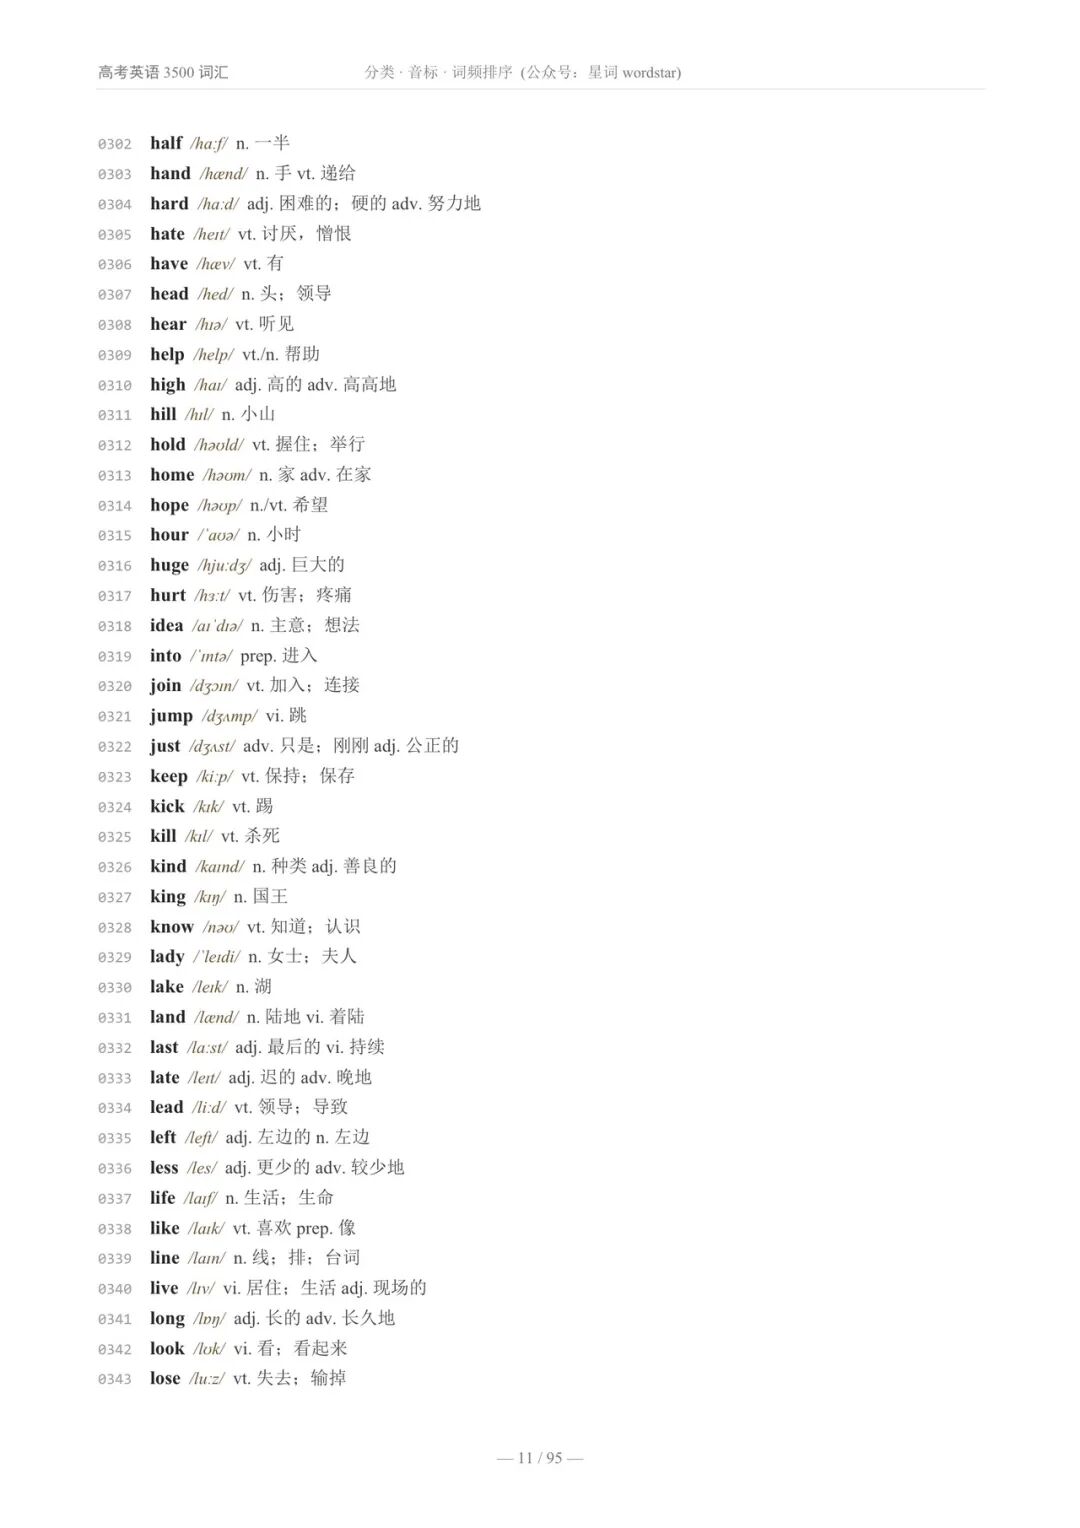 高考英语 3500 词汇 分类 · 音标 · 词频排序 (公众号：星词 wordstar)
0302 half /hɑːf/ n. 一半
0303 hand /hænd/ n. 手 vt. 递给
0304 hard /hɑːd/ adj. 困难的；硬的 adv. 努力地
0305 hate /heɪt/ vt. 讨厌，憎恨
0306 have /hæv/ vt. 有
0307 head /hed/ n. 头；领导
0308 hear /hɪə/ vt. 听见
0309 help /help/ vt./n. 帮助
0310 high /haɪ/ adj. 高的 adv. 高高地
0311 hill /hɪl/ n. 小山
0312 hold /həʊld/ vt. 握住；举行
0313 home /həʊm/ n. 家 adv. 在家
0314 hope /həʊp/ n./vt. 希望
0315 hour /ˈaʊə/ n. 小时
0316 huge /hjuːdʒ/ adj. 巨大的
0317 hurt /hɜːt/ vt. 伤害；疼痛
0318 idea /aɪˈdɪə/ n. 主意；想法
0319 into /ˈɪntə/ prep. 进入
0320 join /dʒɔɪn/ vt. 加入；连接
0321 jump /dʒʌmp/ vi. 跳
0322 just /dʒʌst/ adv. 只是；刚刚 adj. 公正的
0323 keep /kiːp/ vt. 保持；保存
0324 kick /kɪk/ vt. 踢
0325 kill /kɪl/ vt. 杀死
0326 kind /kaɪnd/ n. 种类 adj. 善良的
0327 king /kɪŋ/ n. 国王
0328 know /nəʊ/ vt. 知道；认识
0329 lady /ˈleɪdi/ n. 女士；夫人
0330 lake /leɪk/ n. 湖
0331 land /lænd/ n. 陆地 vi. 着陆
0332 last /lɑːst/ adj. 最后的 vi. 持续
0333 late /leɪt/ adj. 迟的 adv. 晚地
0334 lead /liːd/ vt. 领导；导致
0335 left /left/ adj. 左边的 n. 左边
0336 less /les/ adj. 更少的 adv. 较少地
0337 life /laɪf/ n. 生活；生命
0338 like /laɪk/ vt. 喜欢 prep. 像
0339 line /laɪn/ n. 线；排；台词
0340 live /lɪv/ vi. 居住；生活 adj. 现场的
0341 long /lɒŋ/ adj. 长的 adv. 长久地
0342 look /lʊk/ vi. 看；看起来
0343 lose /luːz/ vt. 失去；输掉
— 11 / 95 —